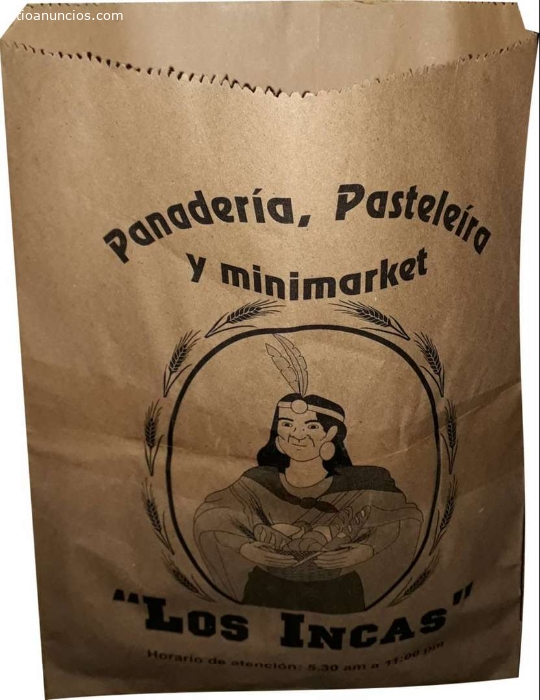 tioanuncios.com
Panadería, Pasteleíra
y minimarket
"LOS INCAS"
Horario de atención: 5.30 am a 11:00 pm